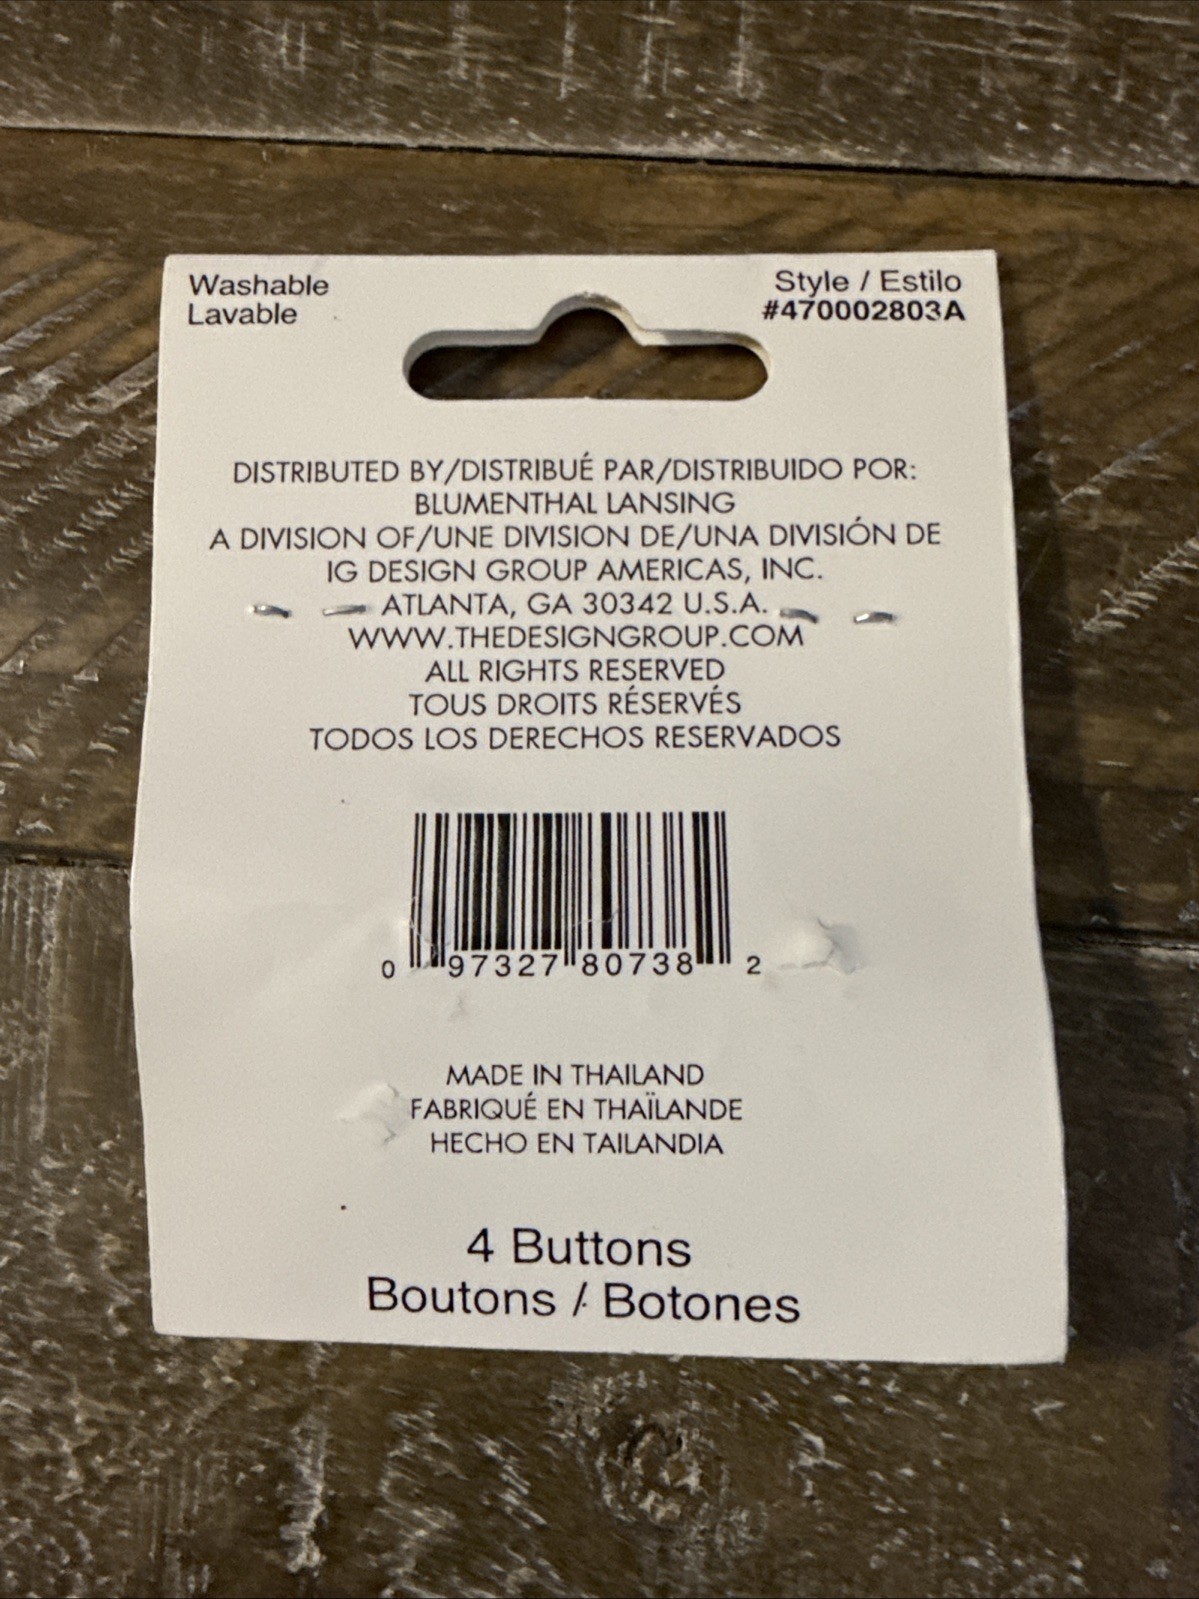 Washable
Lavable
Style / Estilo
#470002803A
DISTRIBUTED BY/DISTRIBUÉ PAR/DISTRIBUIDO POR:
BLUMENTHAL LANSING
A DIVISION OF/UNE DIVISION DE/UNA DIVISIÓN DE
IG DESIGN GROUP AMERICAS, INC.
ATLANTA, GA 30342 U.S.A.
WWW.THEDESIGNGROUP.COM
ALL RIGHTS RESERVED
TOUS DROITS RÉSERVÉS
TODOS LOS DERECHOS RESERVADOS
0 97327 80738 2
MADE IN THAILAND
FABRIQUÉ EN THAÏLANDE
HECHO EN TAILANDIA
4 Buttons
Boutons / Botones